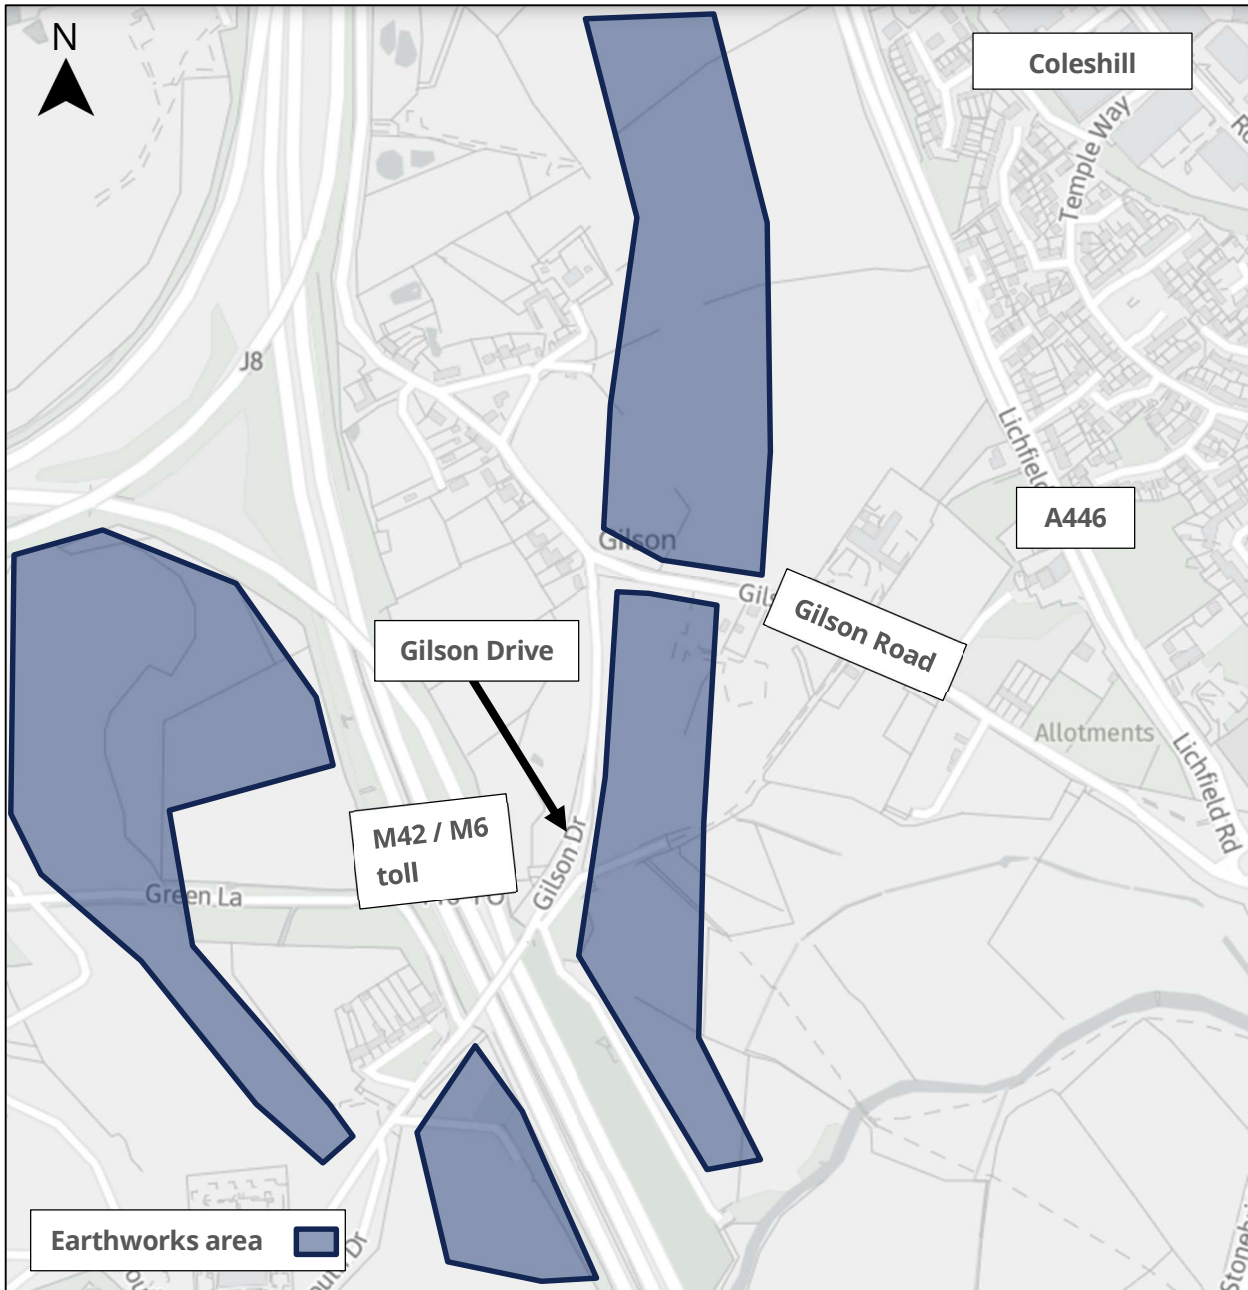 N
Coleshill
Temple Way
J8
Lichfield
A446
Gilson
Gilson Road
Gilson Drive
Allotments
Lichfield Rd
M42 / M6
toll
Gilson Dr
Green La
Earthworks area